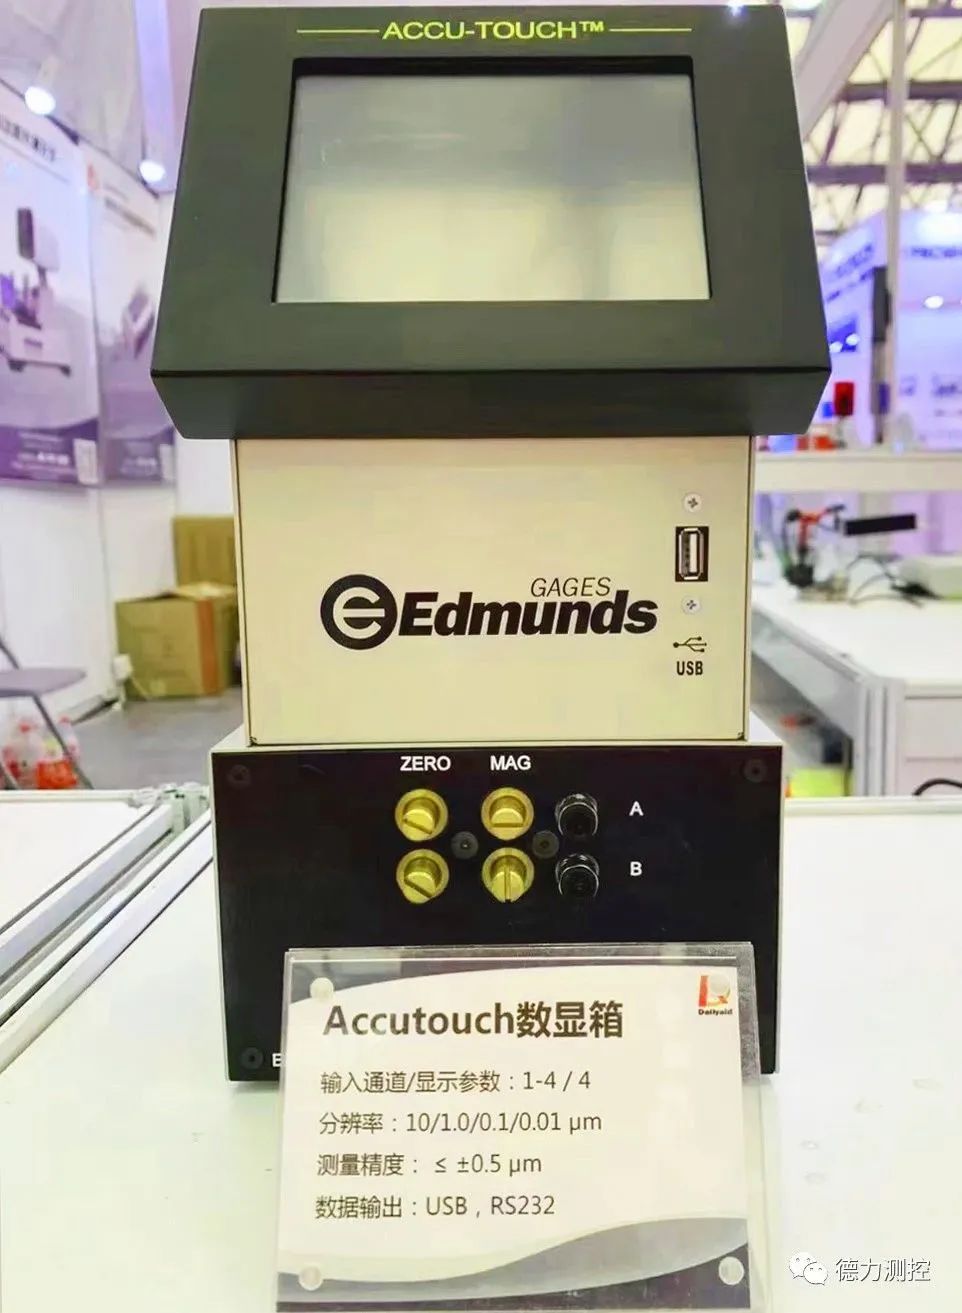 ACCU-TOUCH™
GAGES
Edmunds
USB
ZERO MAG
A
B
E
Accutouch数显箱
Dellyaid
输入通道/显示参数：1-4 / 4
分辨率：10/1.0/0.1/0.01 μm
测量精度： ≤ ±0.5 μm
数据输出：USB，RS232
德力测控